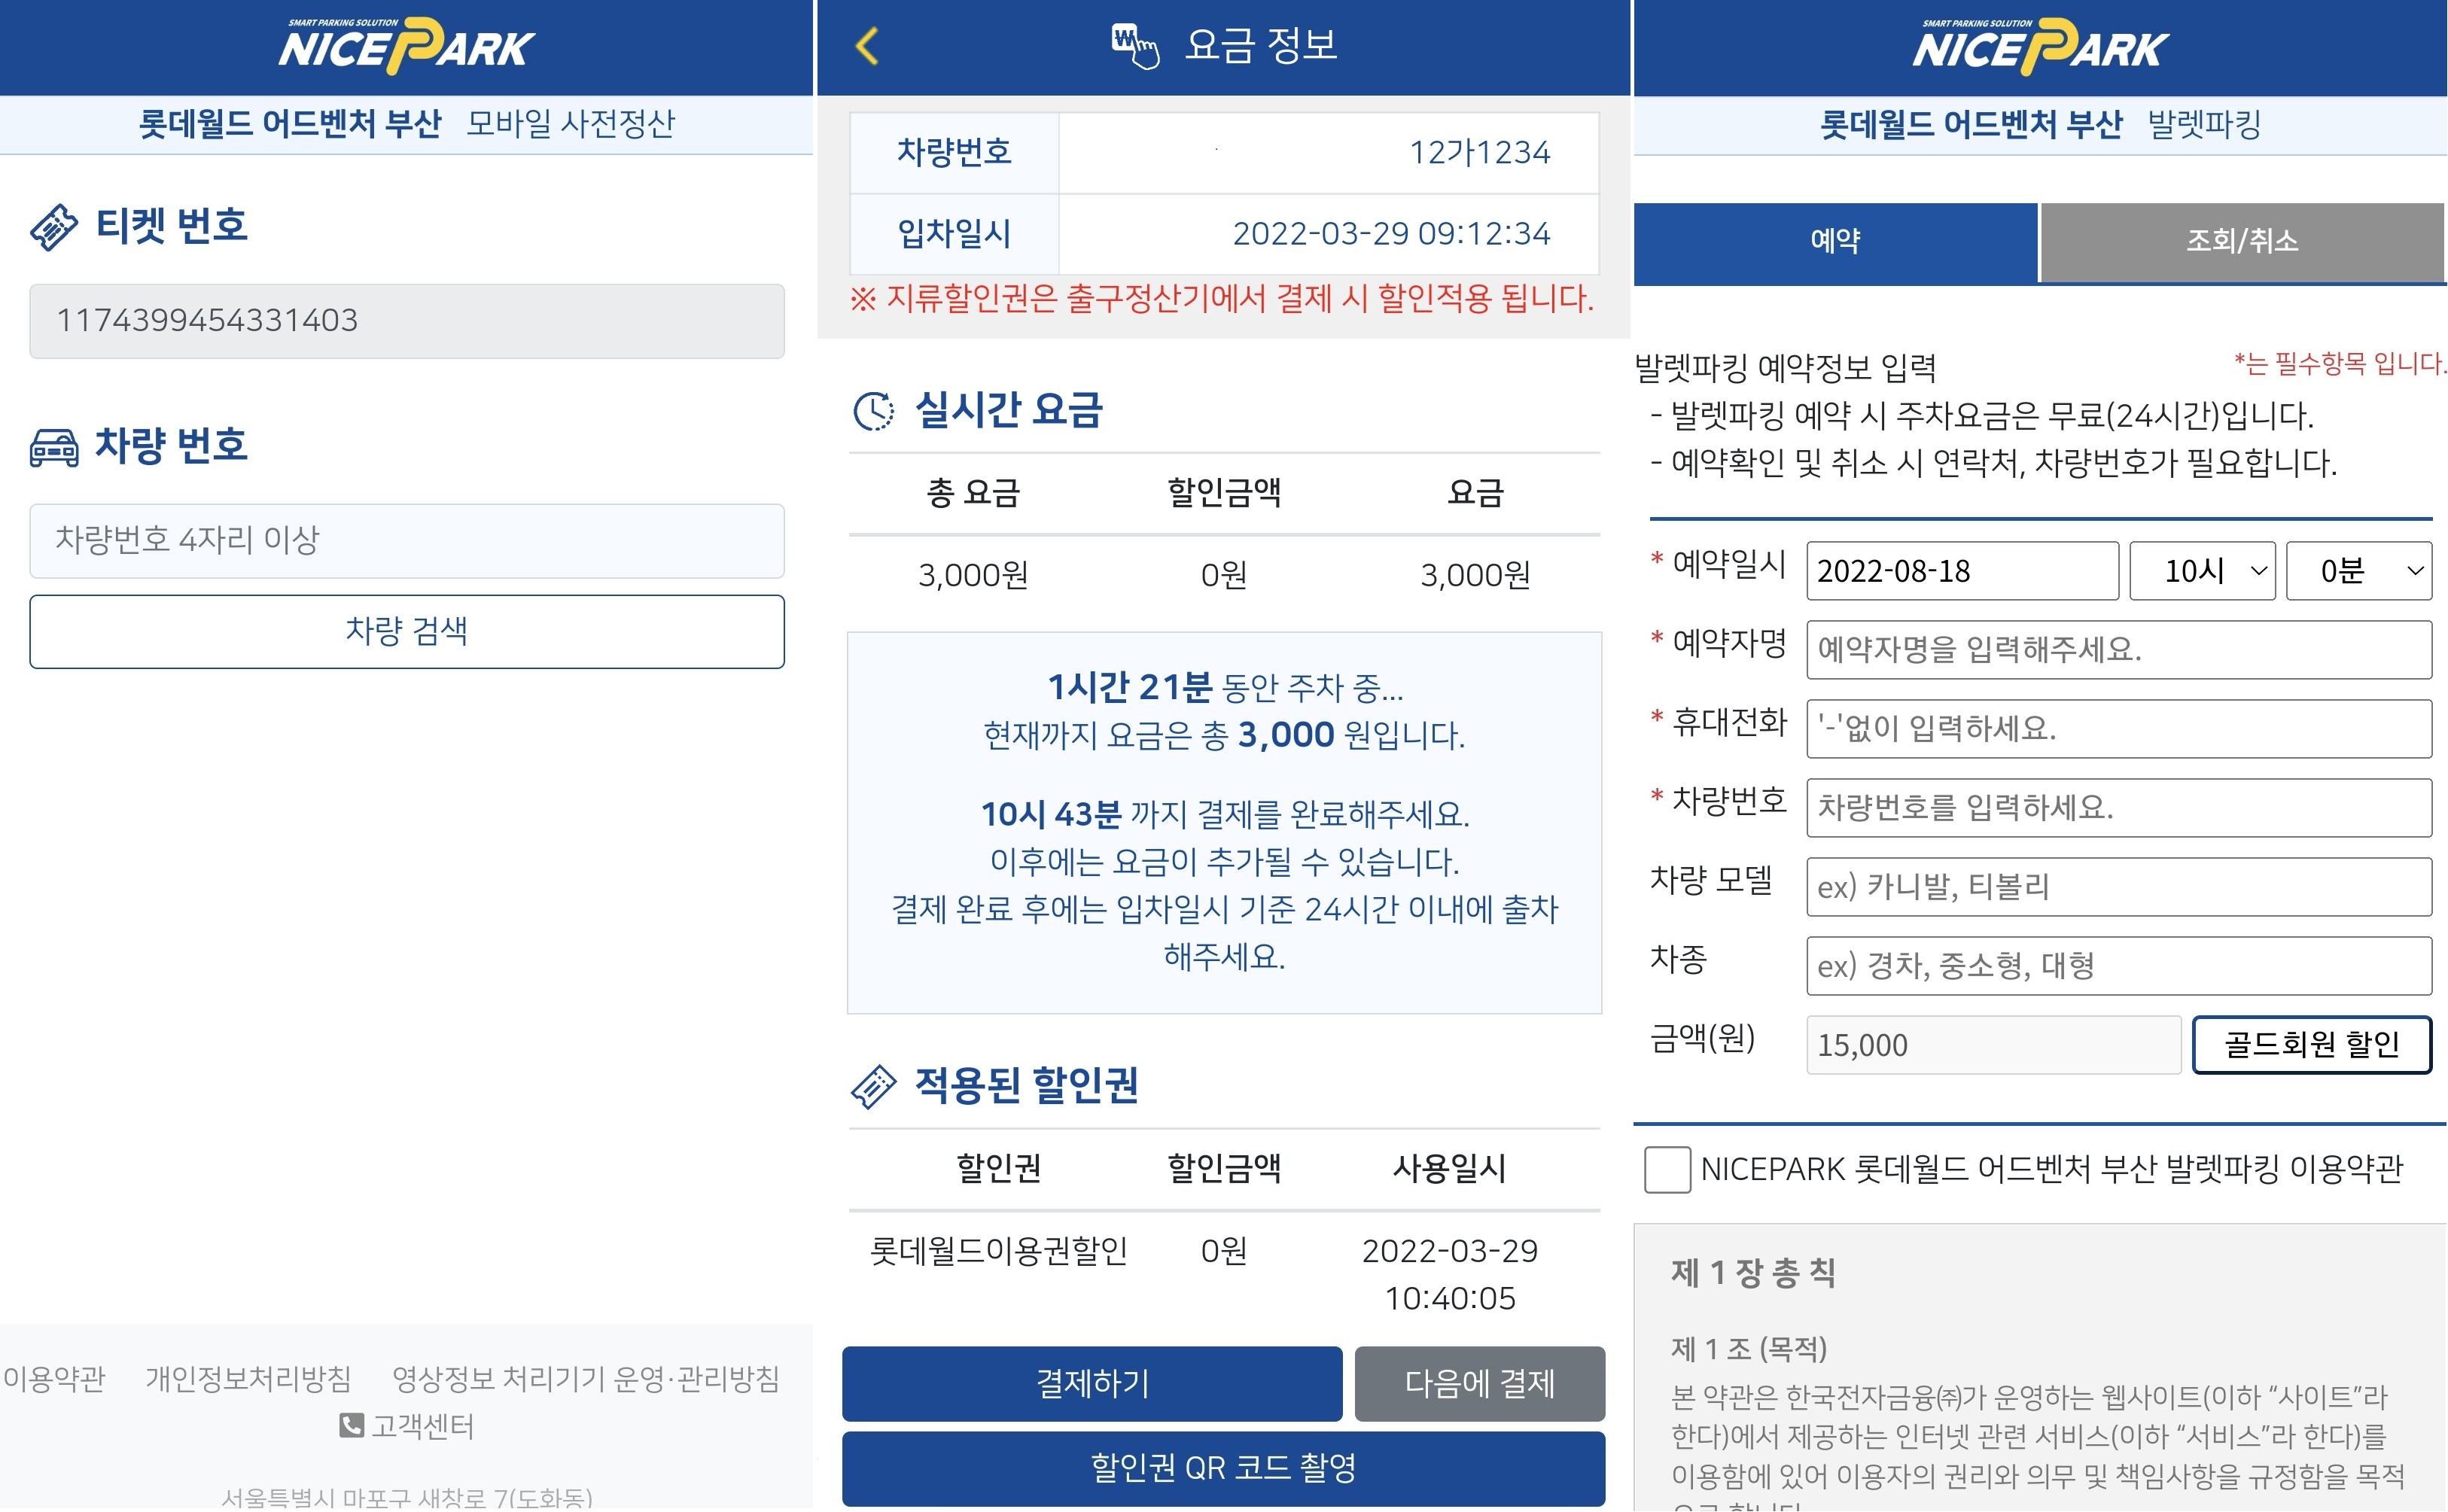 SMART PARKING SOLUTION
NICEPARK
롯데월드 어드벤처 부산 모바일 사전정산
티켓 번호
1174399454331403
차량 번호
차량번호 4자리 이상
차량 검색
이용약관 개인정보처리방침 영상정보 처리기기 운영·관리방침
고객센터
서울특별시 마포구 새창로 7(도화동)
요금 정보
차량번호 12가1234
입차일시 2022-03-29 09:12:34
※ 지류할인권은 출구정산기에서 결제 시 할인적용 됩니다.
실시간 요금
총 요금 할인금액 요금
3,000원 0원 3,000원
1시간 21분 동안 주차 중...
현재까지 요금은 총 3,000 원입니다.
10시 43분 까지 결제를 완료해주세요.
이후에는 요금이 추가될 수 있습니다.
결제 완료 후에는 입차일시 기준 24시간 이내에 출차
해주세요.
적용된 할인권
할인권 할인금액 사용일시
롯데월드이용권할인 0원 2022-03-29
10:40:05
결제하기 다음에 결제
할인권 QR 코드 촬영
SMART PARKING SOLUTION
NICEPARK
롯데월드 어드벤처 부산 발렛파킹
예약 조회/취소
발렛파킹 예약정보 입력 *는 필수항목 입니다.
- 발렛파킹 예약 시 주차요금은 무료(24시간)입니다.
- 예약확인 및 취소 시 연락처, 차량번호가 필요합니다.
* 예약일시 2022-08-18 10시 0분
* 예약자명 예약자명을 입력해주세요.
* 휴대전화 '-'없이 입력하세요.
* 차량번호 차량번호를 입력하세요.
차량 모델 ex) 카니발, 티볼리
차종 ex) 경차, 중소형, 대형
금액(원) 15,000 골드회원 할인
NICEPARK 롯데월드 어드벤처 부산 발렛파킹 이용약관
제 1 장 총 칙
제 1 조 (목적)
본 약관은 한국전자금융㈜가 운영하는 웹사이트(이하 “사이트”라
한다)에서 제공하는 인터넷 관련 서비스(이하 “서비스”라 한다)를
이용함에 있어 이용자의 권리와 의무 및 책임사항을 규정함을 목적